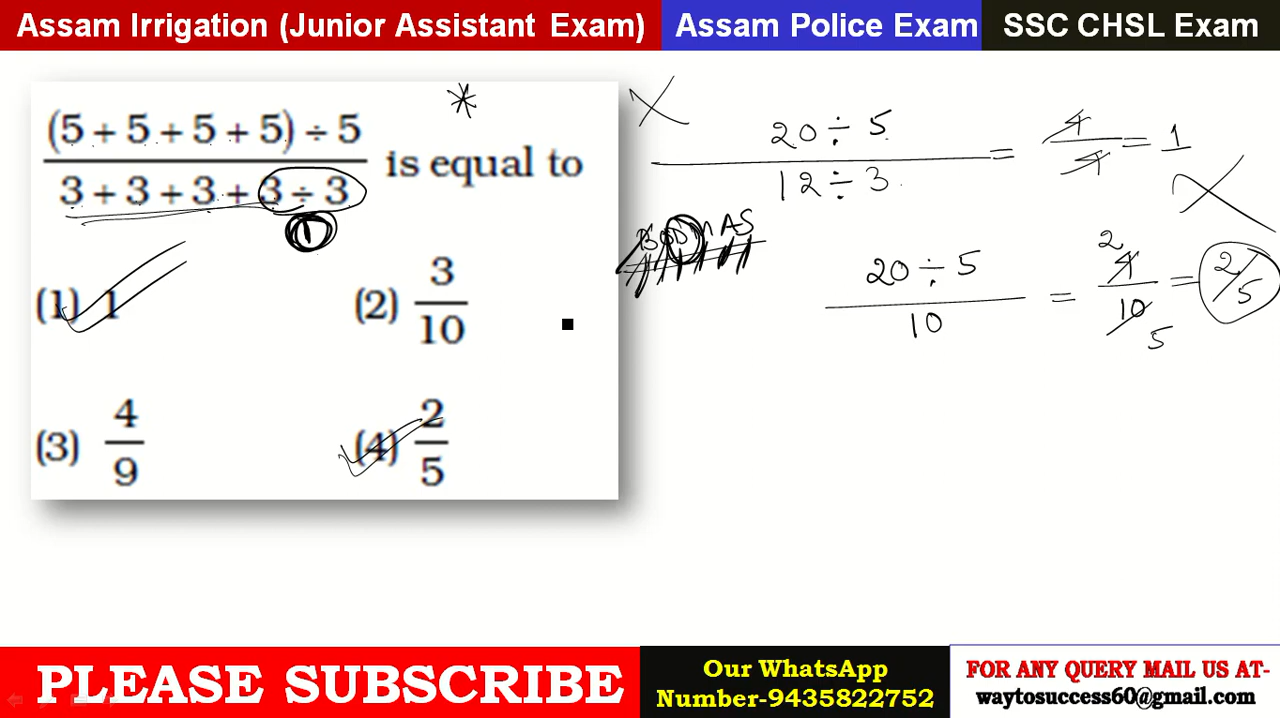 Assam Irrigation (Junior Assistant Exam) Assam Police Exam SSC CHSL Exam
(5 + 5 + 5 + 5) ÷ 5
3 + 3 + 3 + 3 ÷ 3
is equal to
1
(1) 1
(2) 3/10
(3) 4/9
(4) 2/5
20 ÷ 5 / 12 ÷ 3 = 4/4 = 1
20 ÷ 5 / 10 = 4/10 = 2/5
2
5
PLEASE SUBSCRIBE
Our WhatsApp
Number-9435822752
FOR ANY QUERY MAIL US AT-
waytosuccess60@gmail.com